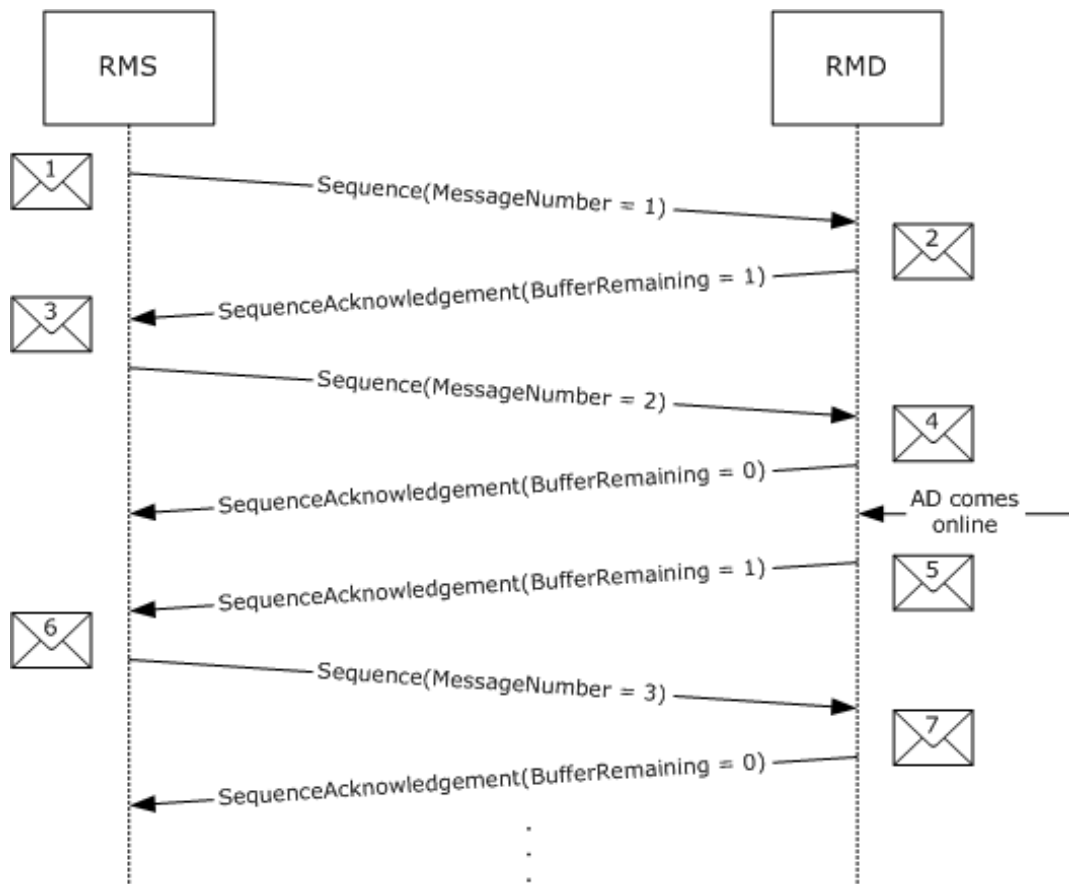 RMS
RMD
1
Sequence(MessageNumber = 1)
2
SequenceAcknowledgement(BufferRemaining = 1)
3
Sequence(MessageNumber = 2)
4
SequenceAcknowledgement(BufferRemaining = 0)
AD comes
online
SequenceAcknowledgement(BufferRemaining = 1)
5
6
Sequence(MessageNumber = 3)
7
SequenceAcknowledgement(BufferRemaining = 0)